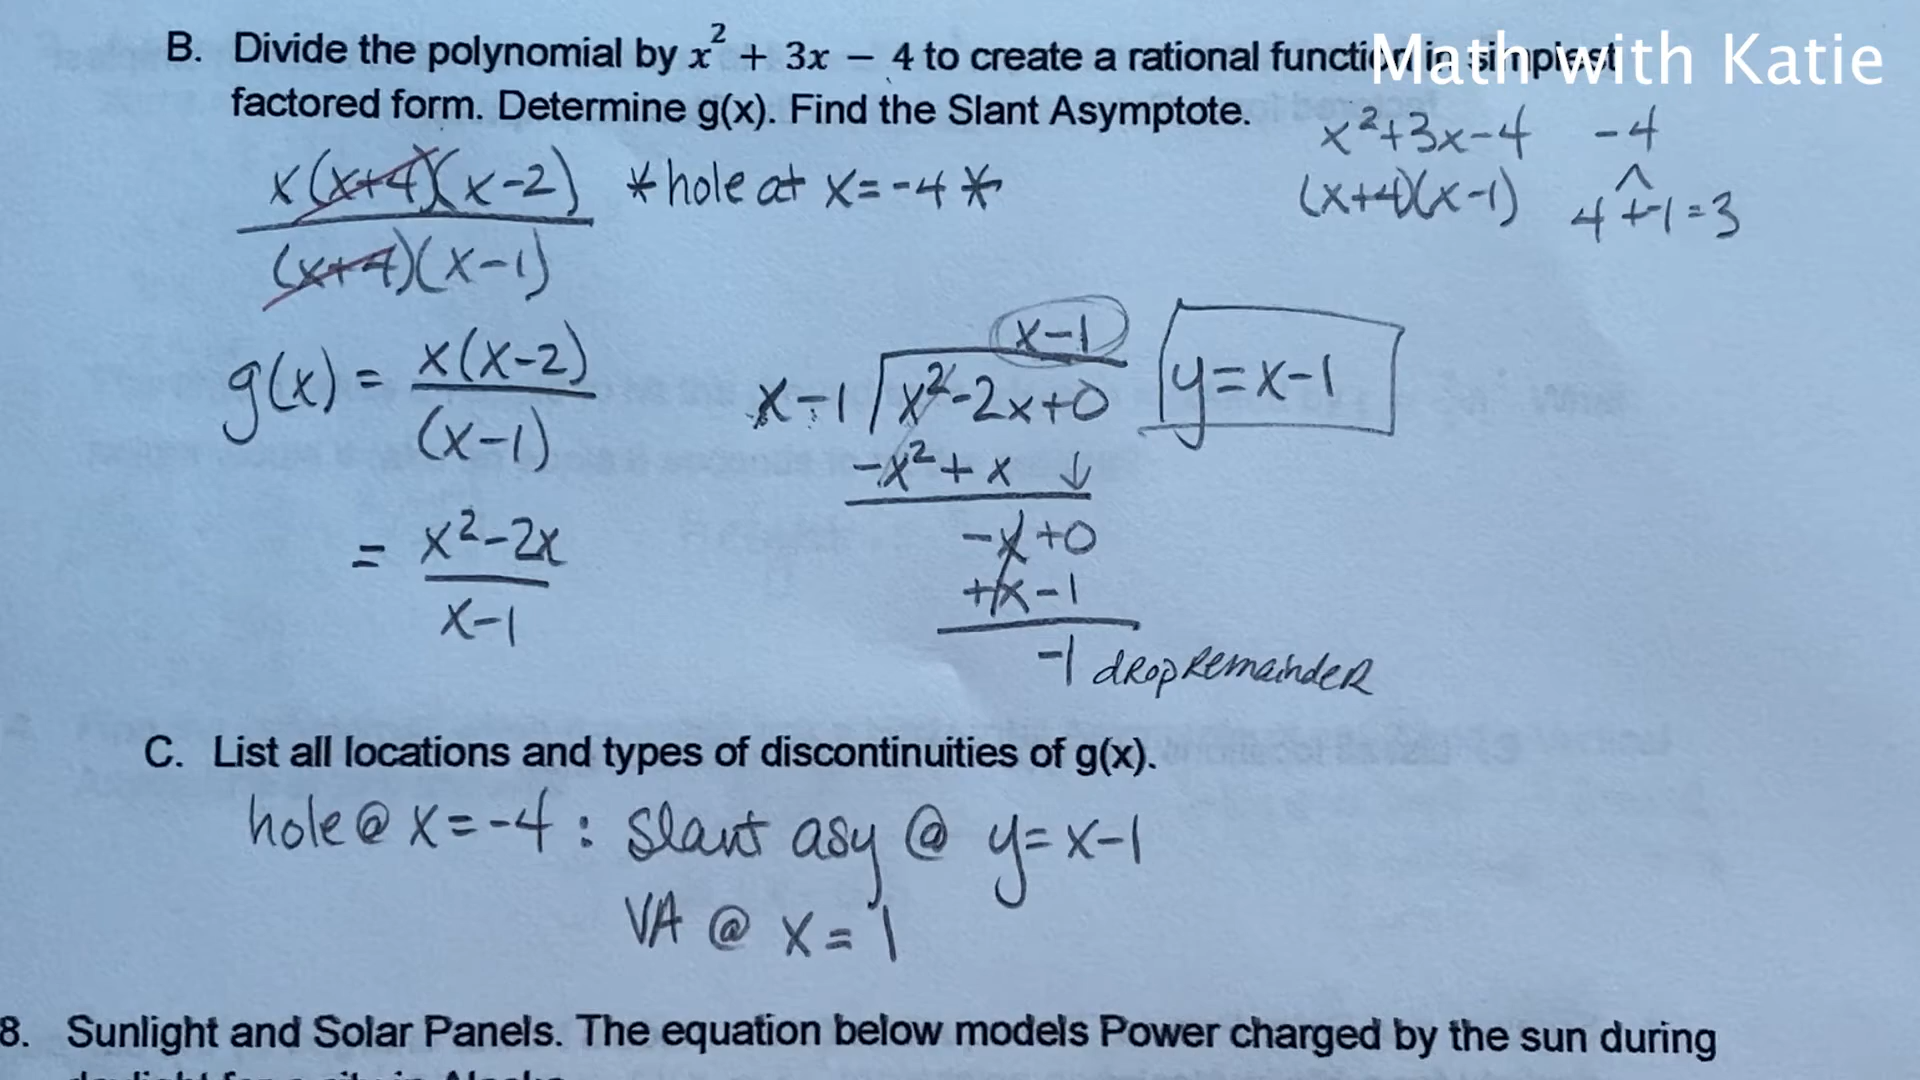 Math with Katie
B. Divide the polynomial by x² + 3x − 4 to create a rational function in simplest
factored form. Determine g(x). Find the Slant Asymptote.
x²+3x-4   -4
(x+4)(x-1)   4+-1=3
x(x+4)(x-2)   *hole at x=-4*
(x+4)(x-1)
g(x) = x(x-2)
(x-1)
= x²-2x
x-1
x-1
x-1 x²-2x+0
-x²+x ↓
-x+0
+x-1
-1 drop Remainder
y=x-1
C. List all locations and types of discontinuities of g(x).
hole @ x=-4 : slant asy @ y=x-1
VA @ x=1
8. Sunlight and Solar Panels. The equation below models Power charged by the sun during